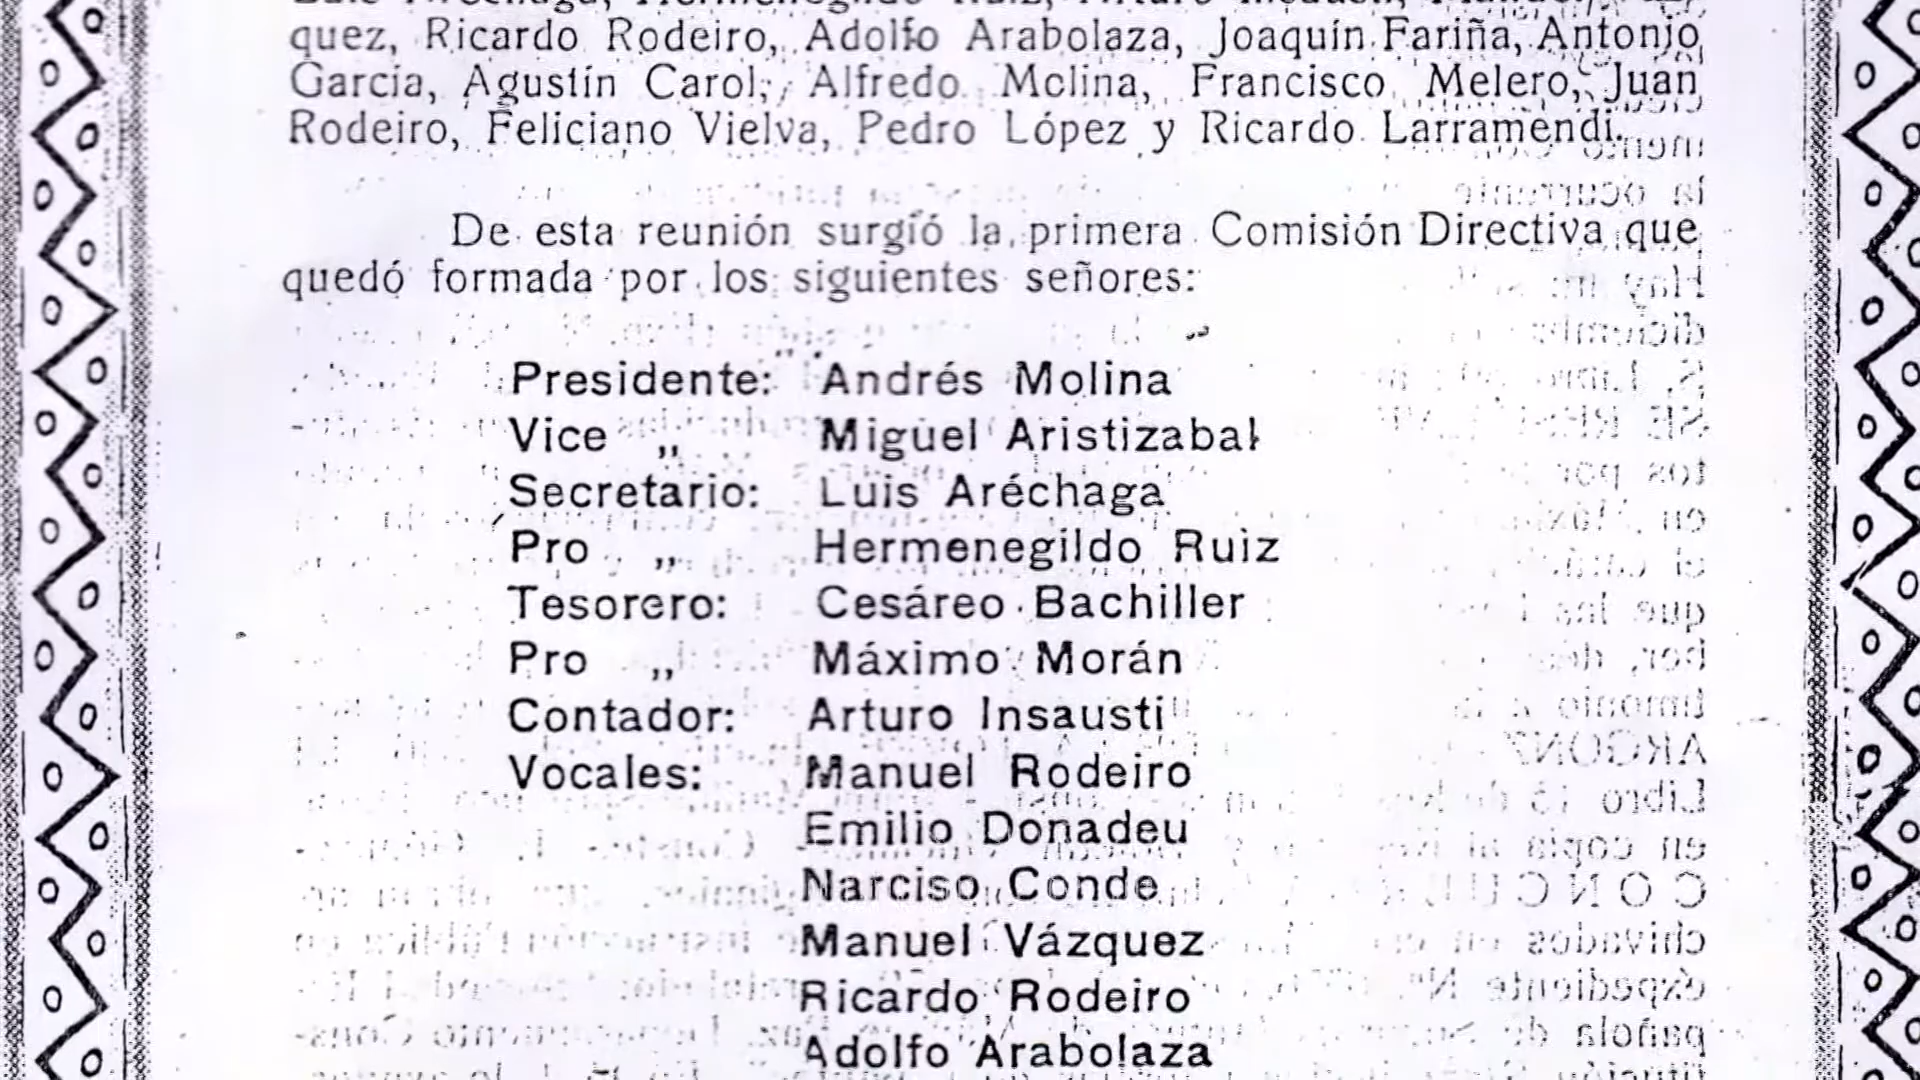 quez, Ricardo Rodeiro, Adolfo Arabolaza, Joaquín Fariña, Antonio
Garcia, Agustín Carol, Alfredo Molina, Francisco Melero, Juan
Rodeiro, Feliciano Vielva, Pedro López y Ricardo Larramendi.
De esta reunión surgió la primera Comisión Directiva que
quedó formada por los siguientes señores:
Presidente: Andrés Molina
Vice „ Miguel Aristizabal
Secretario: Luis Aréchaga
Pro „ Hermenegildo Ruiz
Tesorero: Cesáreo Bachiller
Pro „ Máximo Morán
Contador: Arturo Insausti
Vocales: Manuel Rodeiro
Emilio Donadeu
Narciso Conde
Manuel Vázquez
Ricardo Rodeiro
Adolfo Arabolaza